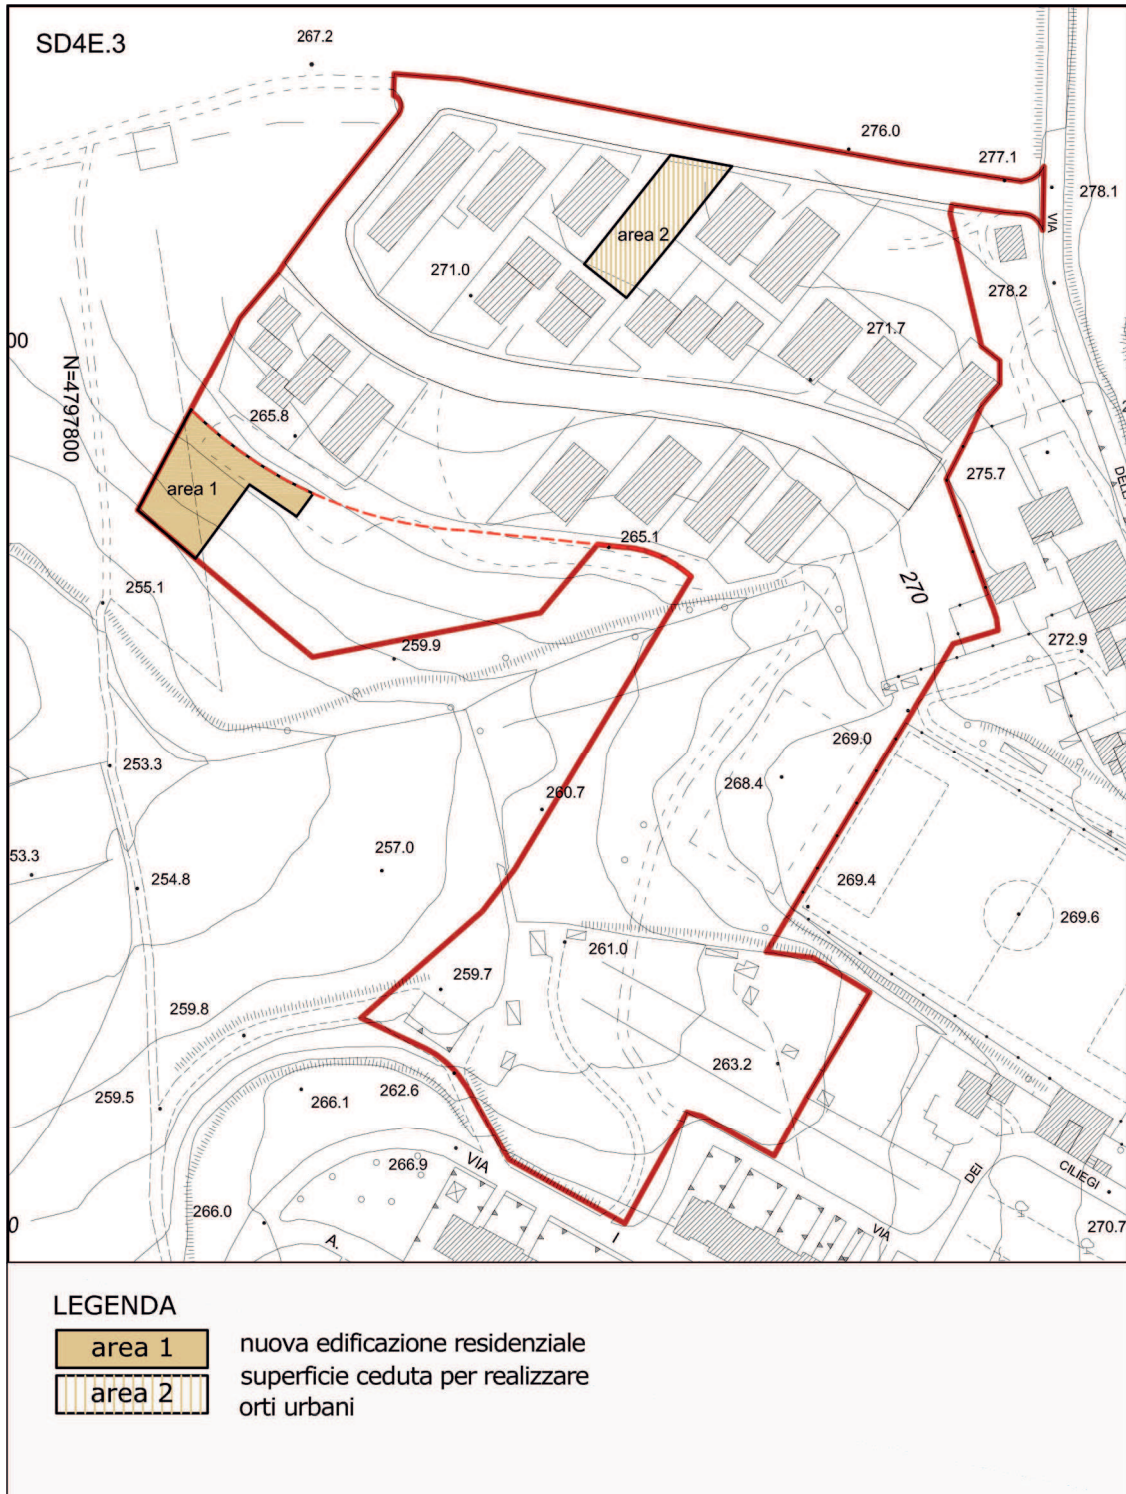 SD4E.3
267.2
276.0
277.1
278.1
VIA
area 2
271.0
278.2
271.7
00
N=4797800
265.8
275.7
area 1
265.1
255.1
270
272.9
259.9
269.0
253.3
268.4
260.7
257.0
53.3
254.8
269.4
269.6
261.0
259.7
259.8
263.2
262.6
266.1
259.5
266.9
VIA
DEI
CILIEGI
266.0
0
A.
I
VIA
270.7
LEGENDA
area 1 nuova edificazione residenziale
area 2 superficie ceduta per realizzare
orti urbani